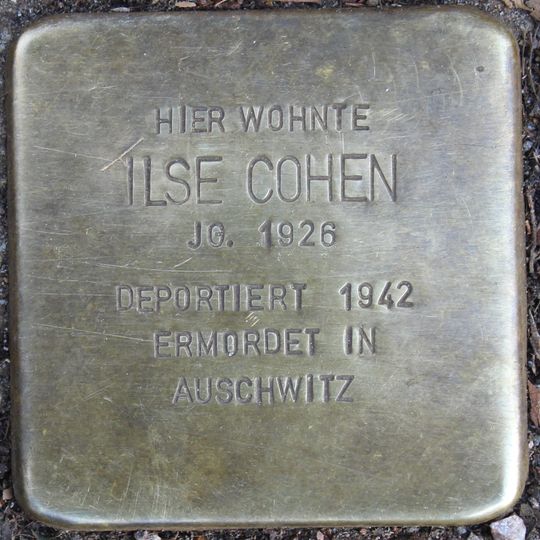 HIER WOHNTE
ILSE COHEN
JG. 1926
DEPORTIERT 1942
ERMORDET IN
AUSCHWITZ